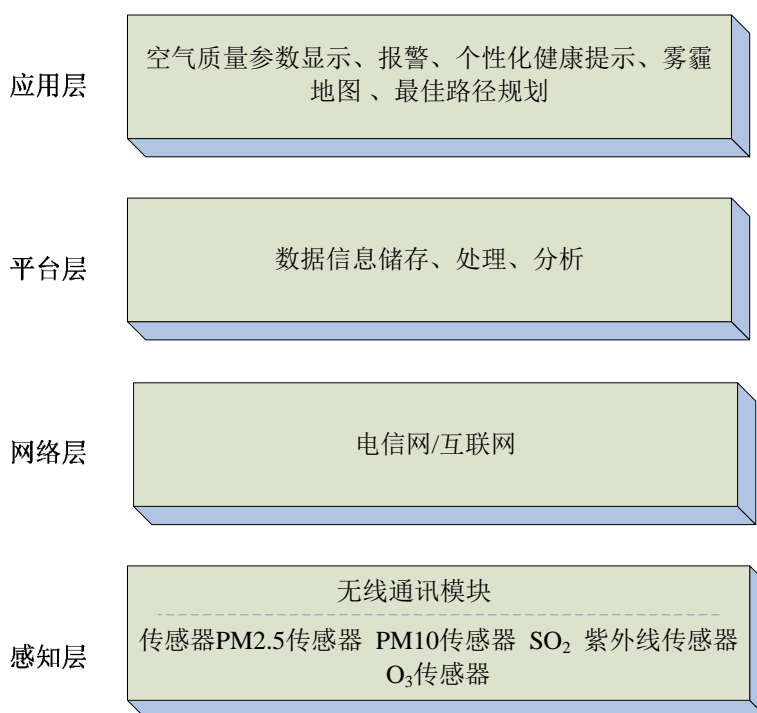 应用层
空气质量参数显示、报警、个性化健康提示、雾霾
地图 、最佳路径规划
平台层
数据信息储存、处理、分析
网络层
电信网/互联网
感知层
无线通讯模块
传感器PM2.5传感器 PM10传感器 SO₂ 紫外线传感器
O₃传感器